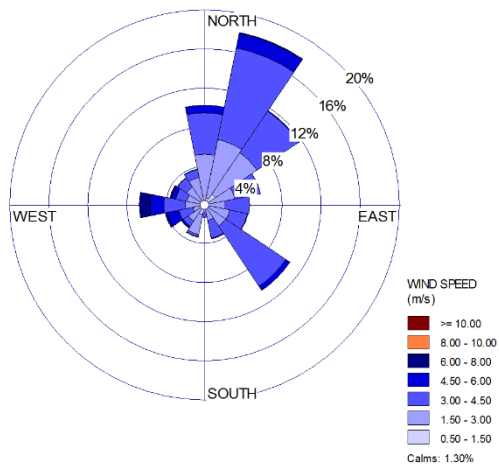 NORTH
20%
16%
12%
8%
4%
WEST
EAST
SOUTH
WIND SPEED
(m/s)
>= 10.00
8.00 - 10.00
6.00 - 8.00
4.50 - 6.00
3.00 - 4.50
1.50 - 3.00
0.50 - 1.50
Calms: 1.30%